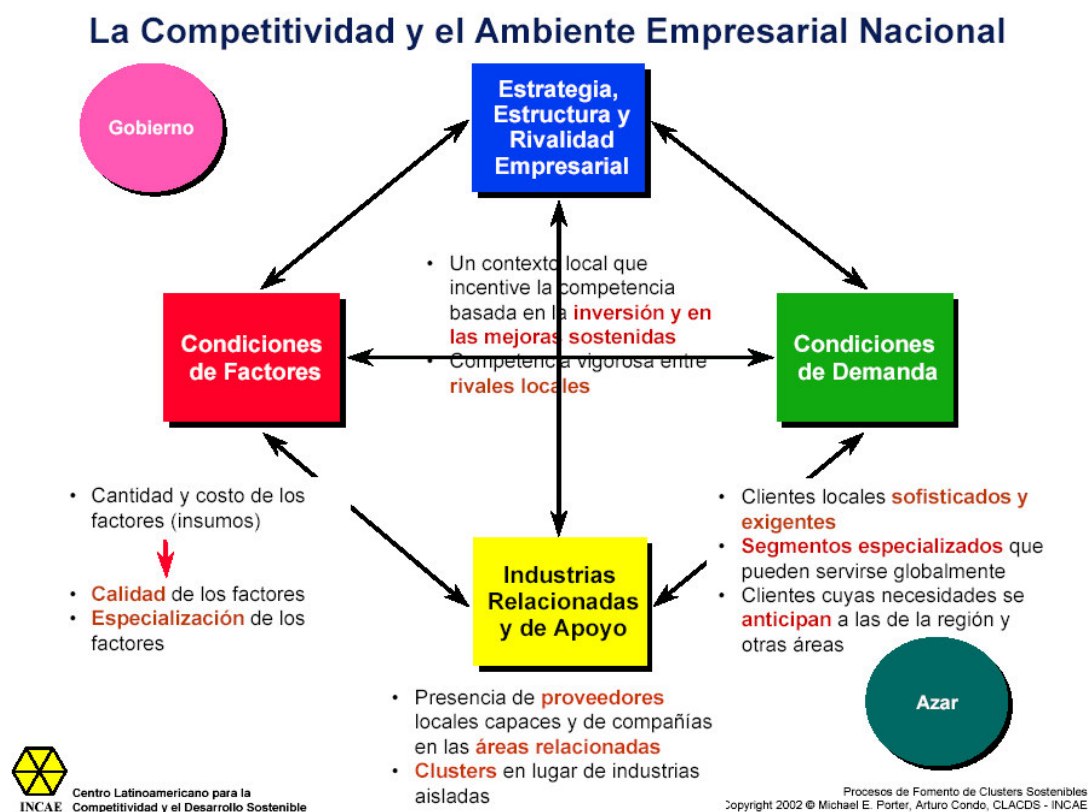 La Competitividad y el Ambiente Empresarial Nacional
Gobierno
Estrategia,
Estructura y
Rivalidad
Empresarial
• Un contexto local que
incentive la competencia
basada en la inversión y en
las mejoras sostenidas
• Competencia vigorosa entre
rivales locales
Condiciones
de Factores
Condiciones
de Demanda
• Cantidad y costo de los
factores (insumos)
• Calidad de los factores
• Especialización de los
factores
Industrias
Relacionadas
y de Apoyo
• Clientes locales sofisticados y
exigentes
• Segmentos especializados que
pueden servirse globalmente
• Clientes cuyas necesidades se
anticipan a las de la región y
otras áreas
• Presencia de proveedores
locales capaces y de compañías
en las áreas relacionadas
• Clusters en lugar de industrias
aisladas
Azar
INCAE
Centro Latinoamericano para la
Competitividad y el Desarrollo Sostenible
Procesos de Fomento de Clusters Sostenibles
opyright 2002 © Michael E. Porter, Arturo Condo, CLACDS - INCAE